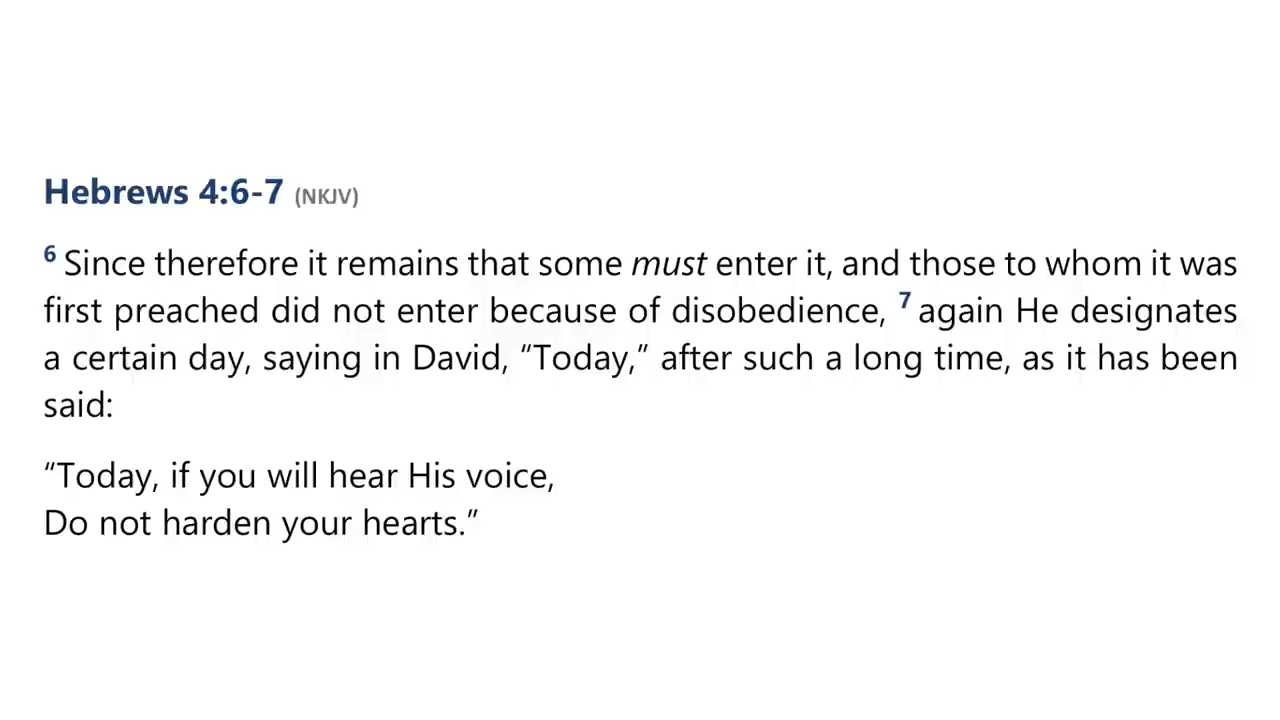 Hebrews 4:6-7 (NKJV)
6 Since therefore it remains that some must enter it, and those to whom it was
first preached did not enter because of disobedience, 7 again He designates
a certain day, saying in David, “Today,” after such a long time, as it has been
said:
“Today, if you will hear His voice,
Do not harden your hearts.”